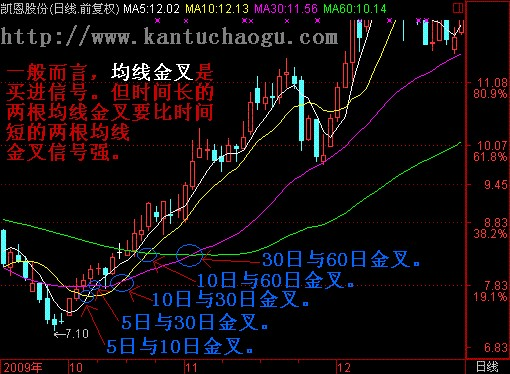 凯恩股份(日线.前复权) MA5:12.02 MA10:12.13 MA30:11.56 MA60:10.14
http://www.kantuchaogu.com
一般而言，均线金叉是
买进信号。但时间长的
两根均线金叉要比时间
短的两根均线
金叉信号强。
11.08
80.9%
10.07
61.8%
9.45
8.83
38.2%
30日与60日金叉。
10日与60日金叉。
7.83
19.1%
10日与30日金叉。
5日与30日金叉。
←7.10
5日与10日金叉。
6.83
2009年 10 11 12 日线